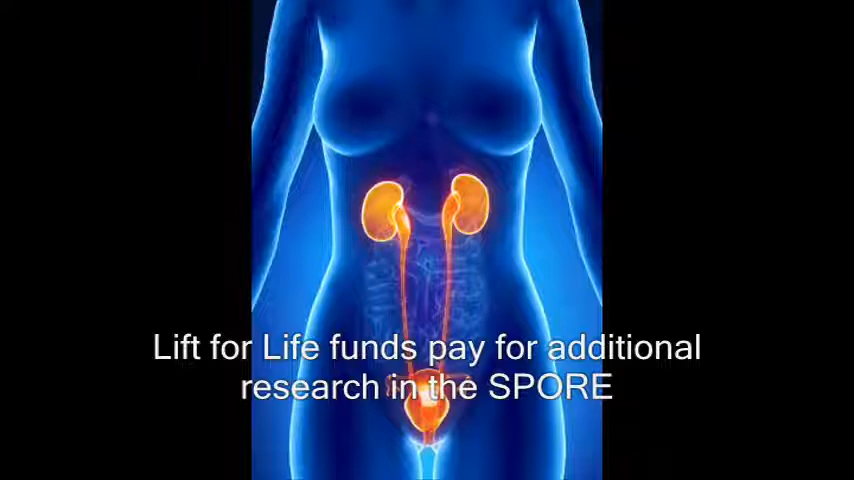 Lift for Life funds pay for additional
research in the SPORE